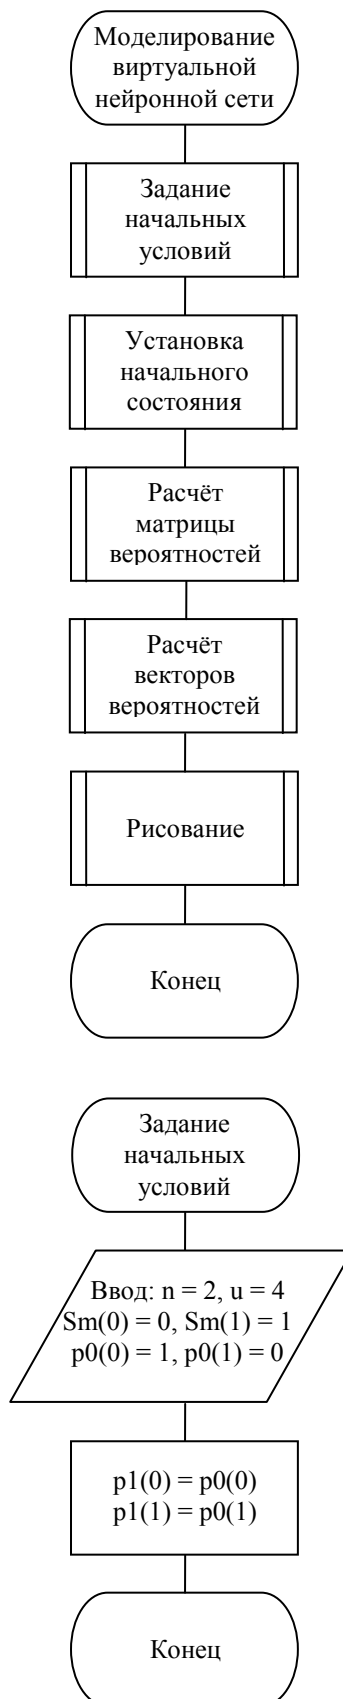 Моделирование
виртуальной
нейронной сети
Задание
начальных
условий
Установка
начального
состояния
Расчёт
матрицы
вероятностей
Расчёт
векторов
вероятностей
Рисование
Конец
Задание
начальных
условий
Ввод: n = 2, u = 4
Sm(0) = 0, Sm(1) = 1
p0(0) = 1, p0(1) = 0
p1(0) = p0(0)
p1(1) = p0(1)
Конец